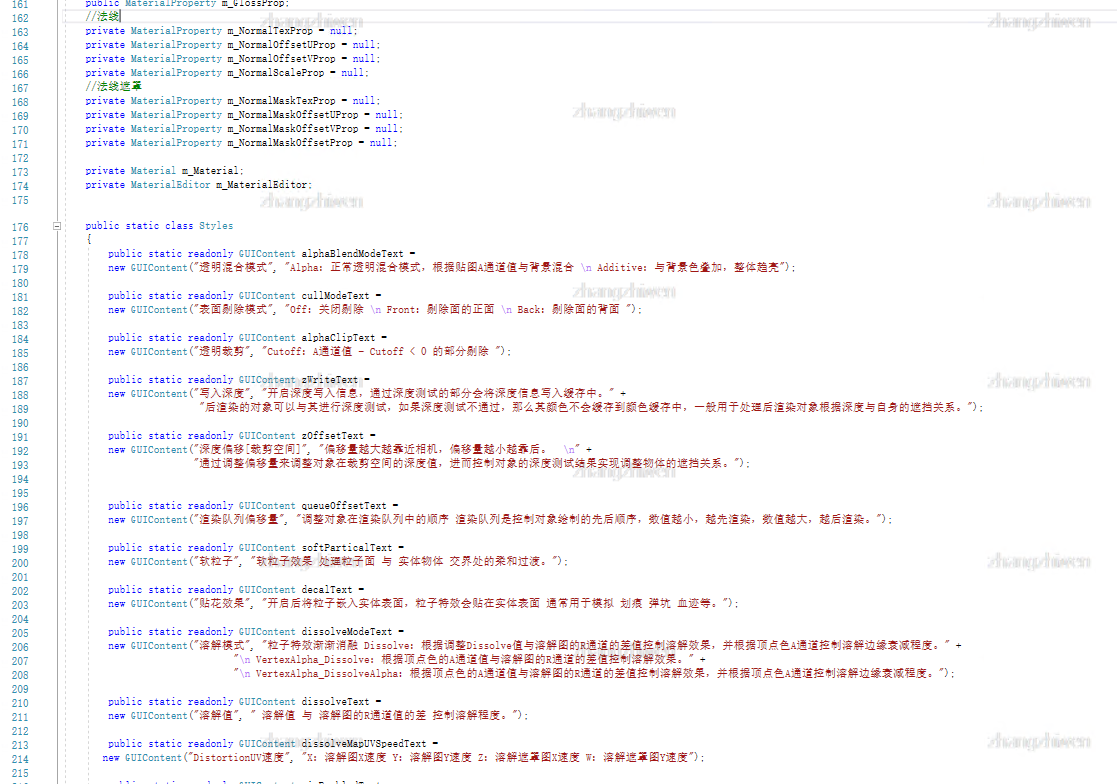 161 public MaterialProperty m_GlossProp;
162 //法线
163 private MaterialProperty m_NormalTexProp = null;
164 private MaterialProperty m_NormalOffsetUProp = null;
165 private MaterialProperty m_NormalOffsetVProp = null;
166 private MaterialProperty m_NormalScaleProp = null;
167 //法线遮罩
168 private MaterialProperty m_NormalMaskTexProp = null;
169 private MaterialProperty m_NormalMaskOffsetUProp = null;
170 private MaterialProperty m_NormalMaskOffsetVProp = null;
171 private MaterialProperty m_NormalMaskOffsetProp = null;
172
173 private Material m_Material;
174 private MaterialEditor m_MaterialEditor;
175
176 public static class Styles
177 {
178 public static readonly GUIContent alphaBlendModeText =
179 new GUIContent("透明混合模式", "Alpha: 正常透明混合模式，根据贴图A通道值与背景混合 \n Additive: 与背景色叠加，整体趋亮");
180
181 public static readonly GUIContent cullModeText =
182 new GUIContent("表面剔除模式", "Off: 关闭剔除 \n Front: 剔除面的正面 \n Back: 剔除面的背面 ");
183
184 public static readonly GUIContent alphaClipText =
185 new GUIContent("透明裁剪", "Cutoff: A通道值 - Cutoff < 0 的部分剔除 ");
186
187 public static readonly GUIContent zWriteText =
188 new GUIContent("写入深度", "开启深度写入信息，通过深度测试的部分会将深度信息写入缓存中。" +
189 "后渲染的对象可以与其进行深度测试，如果深度测试不通过，那么其颜色不会缓存到颜色缓存中，一般用于处理后渲染对象根据深度与自身的遮挡关系。");
190
191 public static readonly GUIContent zOffsetText =
192 new GUIContent("深度偏移[裁剪空间]", "偏移量越大越靠近相机，偏移量越小越靠后。 \n" +
193 "通过调整偏移量来调整对象在裁剪空间的深度值，进而控制对象的深度测试结果实现调整物体的遮挡关系。");
194
195
196 public static readonly GUIContent queueOffsetText =
197 new GUIContent("渲染队列偏移量", "调整对象在渲染队列中的顺序 渲染队列是控制对象绘制的先后顺序，数值越小，越先渲染，数值越大，越后渲染。");
198
199 public static readonly GUIContent softParticalText =
200 new GUIContent("软粒子", "软粒子效果 处理粒子面 与 实体物体 交界处的柔和过渡。");
201
202 public static readonly GUIContent decalText =
203 new GUIContent("贴花效果", "开启后将粒子嵌入实体表面，粒子特效会贴在实体表面 通常用于模拟 划痕 弹坑 血迹等。");
204
205 public static readonly GUIContent dissolveModeText =
206 new GUIContent("溶解模式", "粒子特效渐渐消融 Dissolve: 根据调整Dissolve值与溶解图的R通道的差值控制溶解效果，并根据顶点色A通道控制溶解边缘衰减程度。" +
207 "\n VertexAlpha_Dissolve: 根据顶点色的A通道值与溶解图的R通道的差值控制溶解效果。" +
208 "\n VertexAlpha_DissolveAlpha: 根据顶点色的A通道值与溶解图的R通道的差值控制溶解效果，并根据顶点色A通道控制溶解边缘衰减程度。");
209
210 public static readonly GUIContent dissolveText =
211 new GUIContent("溶解值", " 溶解值 与 溶解图的R通道值的差 控制溶解程度。");
212
213 public static readonly GUIContent dissolveMapUVSpeedText =
214 new GUIContent("DistortionUV速度", "X: 溶解图X速度 Y: 溶解图Y速度 Z: 溶解遮罩图X速度 W: 溶解遮罩图Y速度");
215